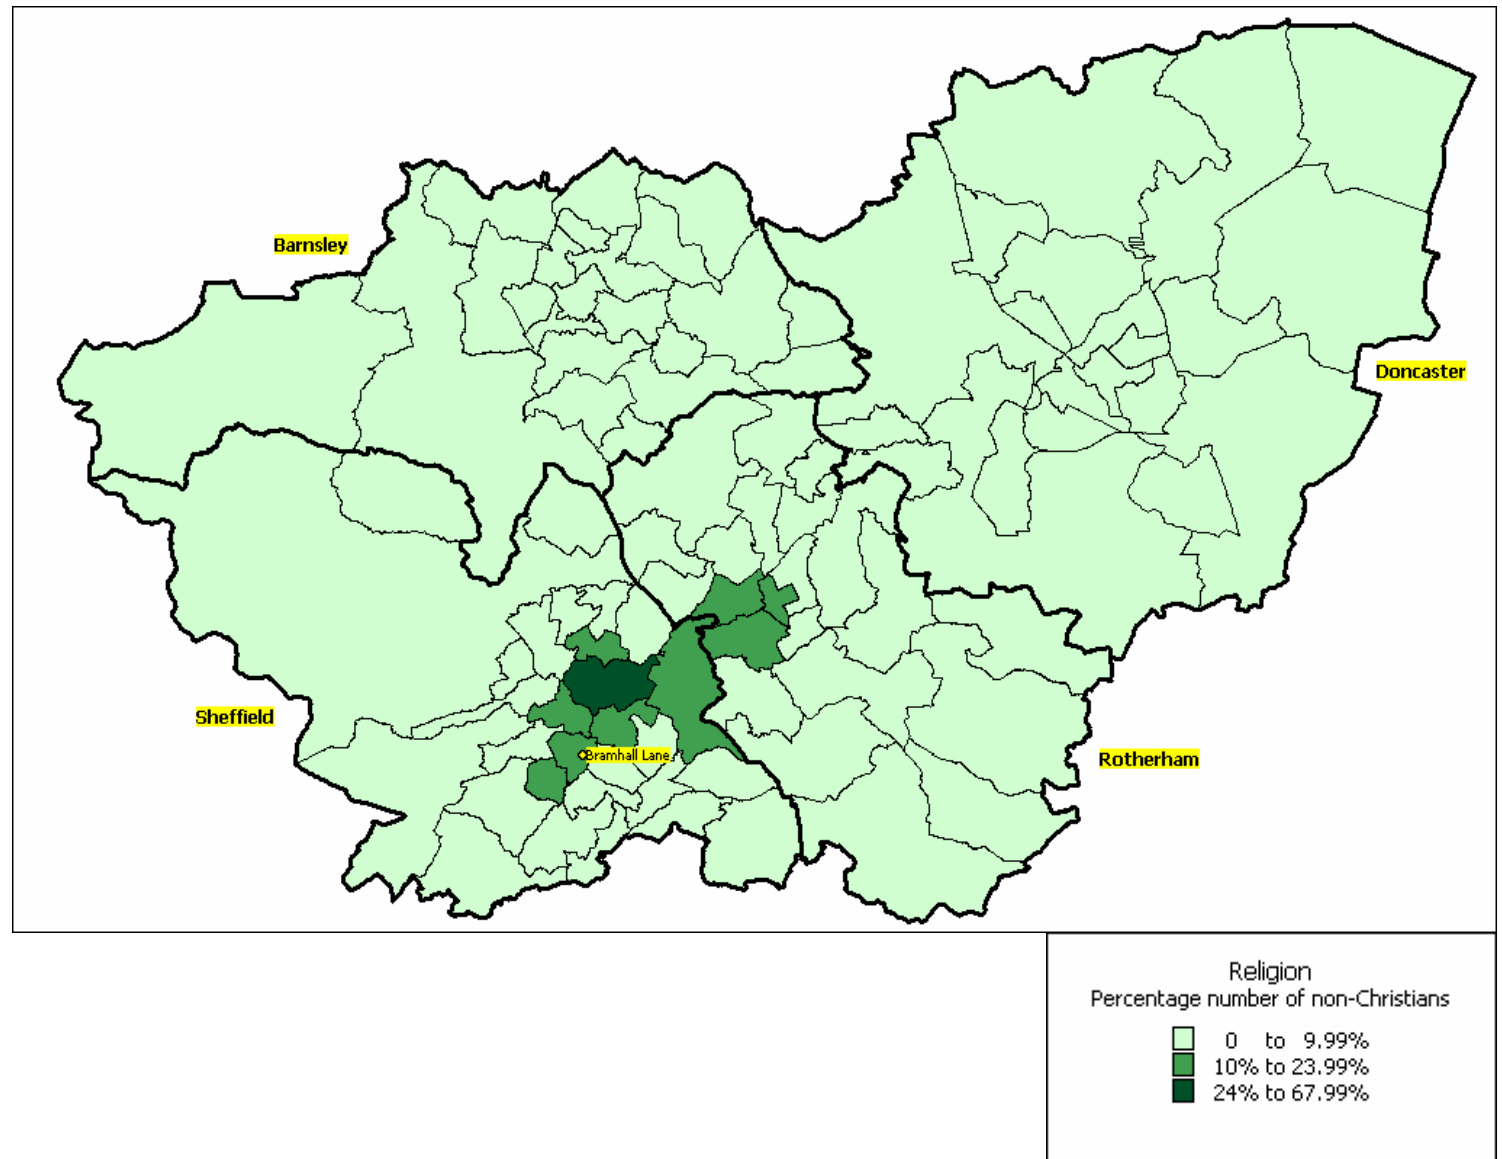 Barnsley
Doncaster
Sheffield
Bramhall Lane
Rotherham
Religion
Percentage number of non-Christians
0 to 9.99%
10% to 23.99%
24% to 67.99%